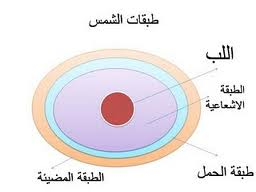 طبقات الشمس
اللب
الطبقة
الاشعاعية
طبقة الحمل
الطبقة المضيئة